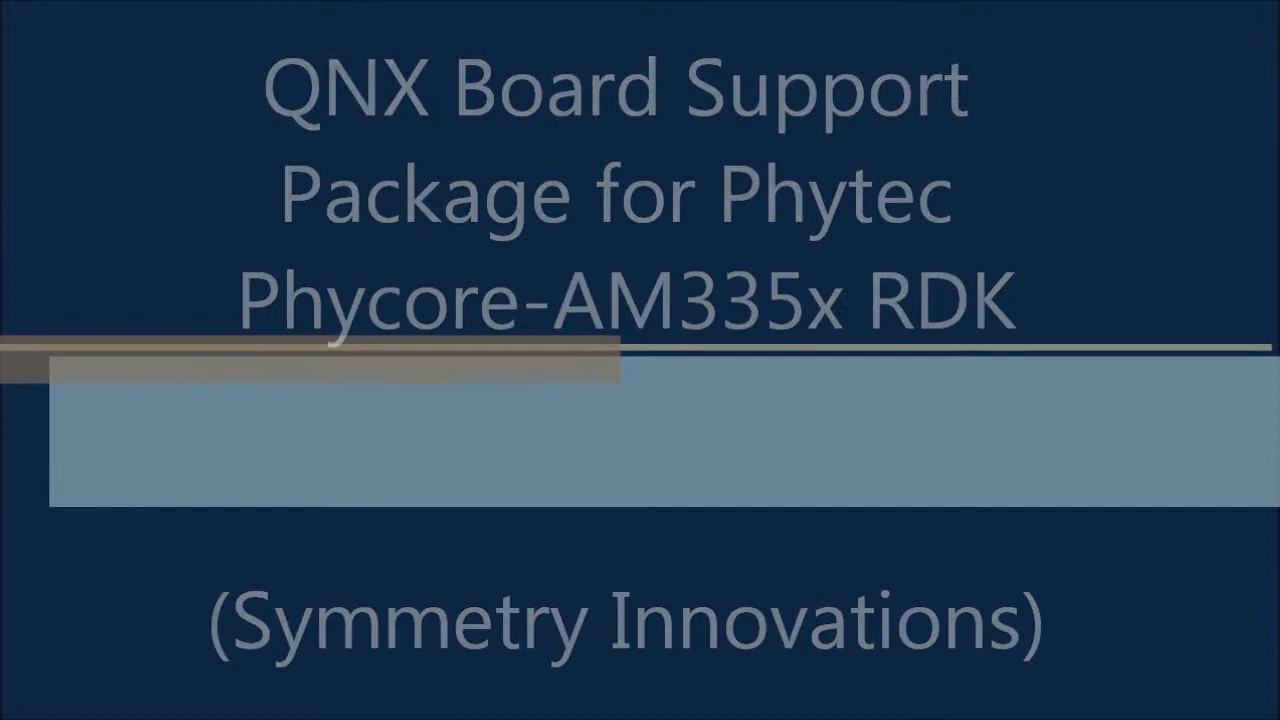 QNX Board Support
Package for Phytec
Phycore-AM335x RDK
(Symmetry Innovations)